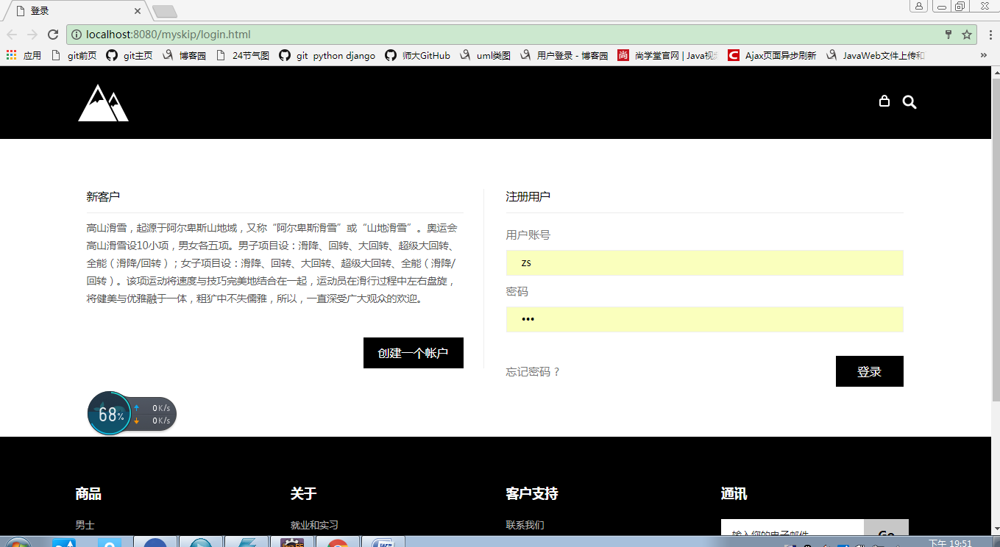 登录
localhost:8080/myskip/login.html
应用 git前页 git主页 博客园 24节气图 git python django 师大GitHub uml类图 用户登录 - 博客园 尚 尚学堂官网 | Java视 C Ajax页面异步刷新 JavaWeb文件上传和 »
新客户
高山滑雪，起源于阿尔卑斯山地域，又称“阿尔卑斯滑雪”或“山地滑雪”。奥运会
高山滑雪设10小项，男女各五项。男子项目设：滑降、回转、大回转、超级大回转、
全能（滑降/回转）；女子项目设：滑降、回转、大回转、超级大回转、全能（滑降/
回转）。该项运动将速度与技巧完美地结合在一起，运动员在滑行过程中左右盘旋，
将健美与优雅融于一体，粗犷中不失儒雅，所以，一直深受广大观众的欢迎。
创建一个帐户
注册用户
用户账号
zs
密码
•••
忘记密码？
登录
68%
0K/s
0K/s
商品
男士
关于
就业和实习
客户支持
联系我们
通讯
输入您的电子邮件
Go
下午 19:51